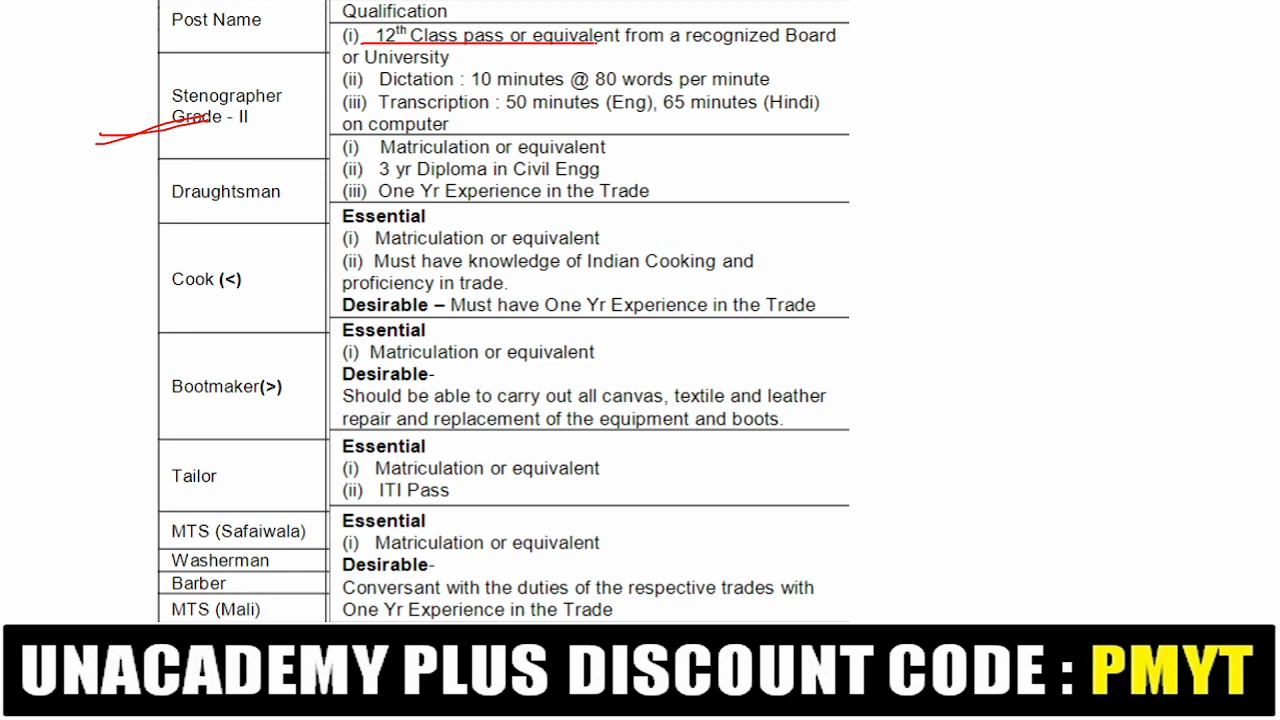 Post Name
Qualification
Stenographer
Grade - II
(i) 12th Class pass or equivalent from a recognized Board
or University
(ii) Dictation : 10 minutes @ 80 words per minute
(iii) Transcription : 50 minutes (Eng), 65 minutes (Hindi)
on computer
Draughtsman
(i) Matriculation or equivalent
(ii) 3 yr Diploma in Civil Engg
(iii) One Yr Experience in the Trade
Cook (<)
Essential
(i) Matriculation or equivalent
(ii) Must have knowledge of Indian Cooking and
proficiency in trade.
Desirable – Must have One Yr Experience in the Trade
Bootmaker(>)
Essential
(i) Matriculation or equivalent
Desirable-
Should be able to carry out all canvas, textile and leather
repair and replacement of the equipment and boots.
Tailor
Essential
(i) Matriculation or equivalent
(ii) ITI Pass
MTS (Safaiwala)
Washerman
Barber
MTS (Mali)
Essential
(i) Matriculation or equivalent
Desirable-
Conversant with the duties of the respective trades with
One Yr Experience in the Trade
UNACADEMY PLUS DISCOUNT CODE : PMYT